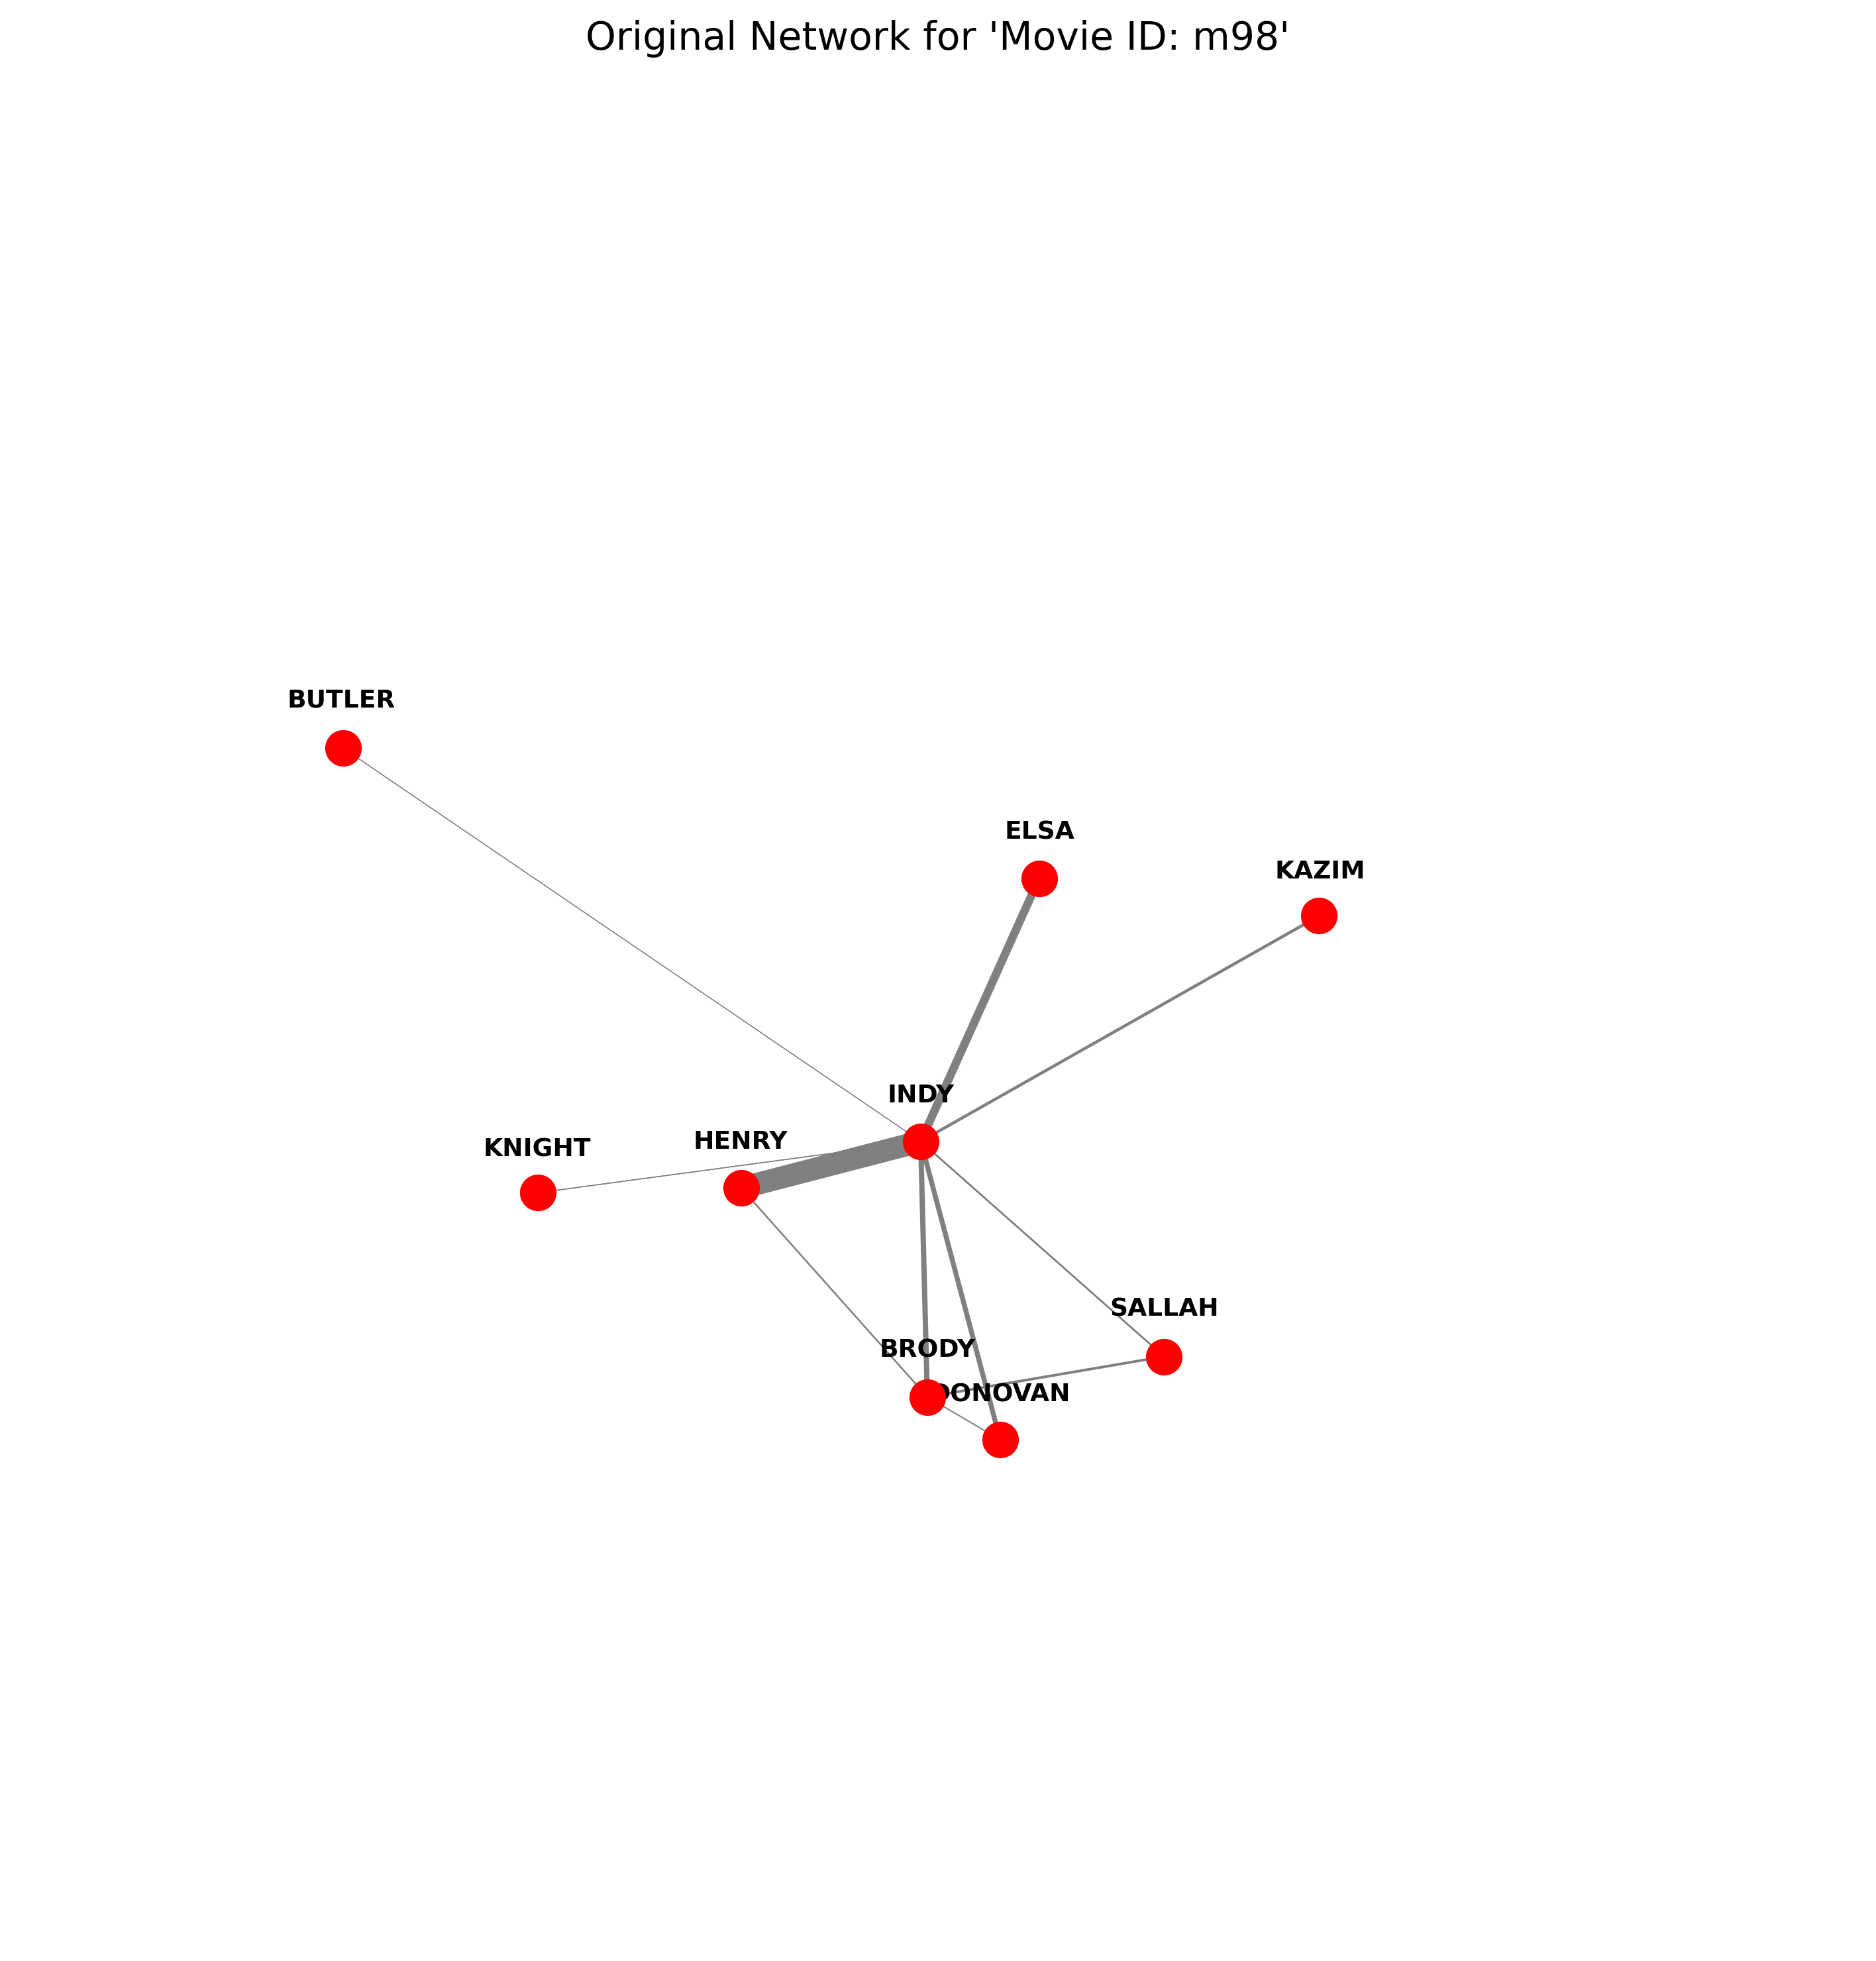 Original Network for 'Movie ID: m98'
BUTLER
ELSA
KAZIM
INDY
HENRY
KNIGHT
SALLAH
BRODY
DONOVAN